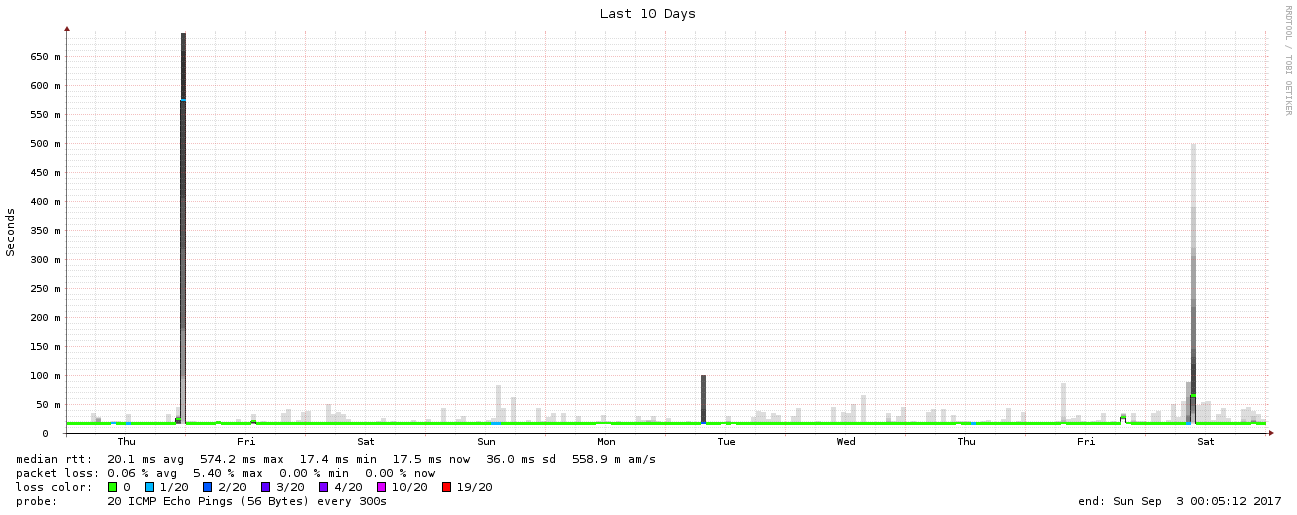 Last 10 Days
RRDTOOL / TOBI OETIKER
Seconds
650 m
600 m
550 m
500 m
450 m
400 m
350 m
300 m
250 m
200 m
150 m
100 m
50 m
0
Thu Fri Sat Sun Mon Tue Wed Thu Fri Sat
median rtt: 20.1 ms avg 574.2 ms max 17.4 ms min 17.5 ms now 36.0 ms sd 558.9 m am/s
packet loss: 0.06 % avg 5.40 % max 0.00 % min 0.00 % now
loss color: 0 1/20 2/20 3/20 4/20 10/20 19/20
probe: 20 ICMP Echo Pings (56 Bytes) every 300s end: Sun Sep 3 00:05:12 2017